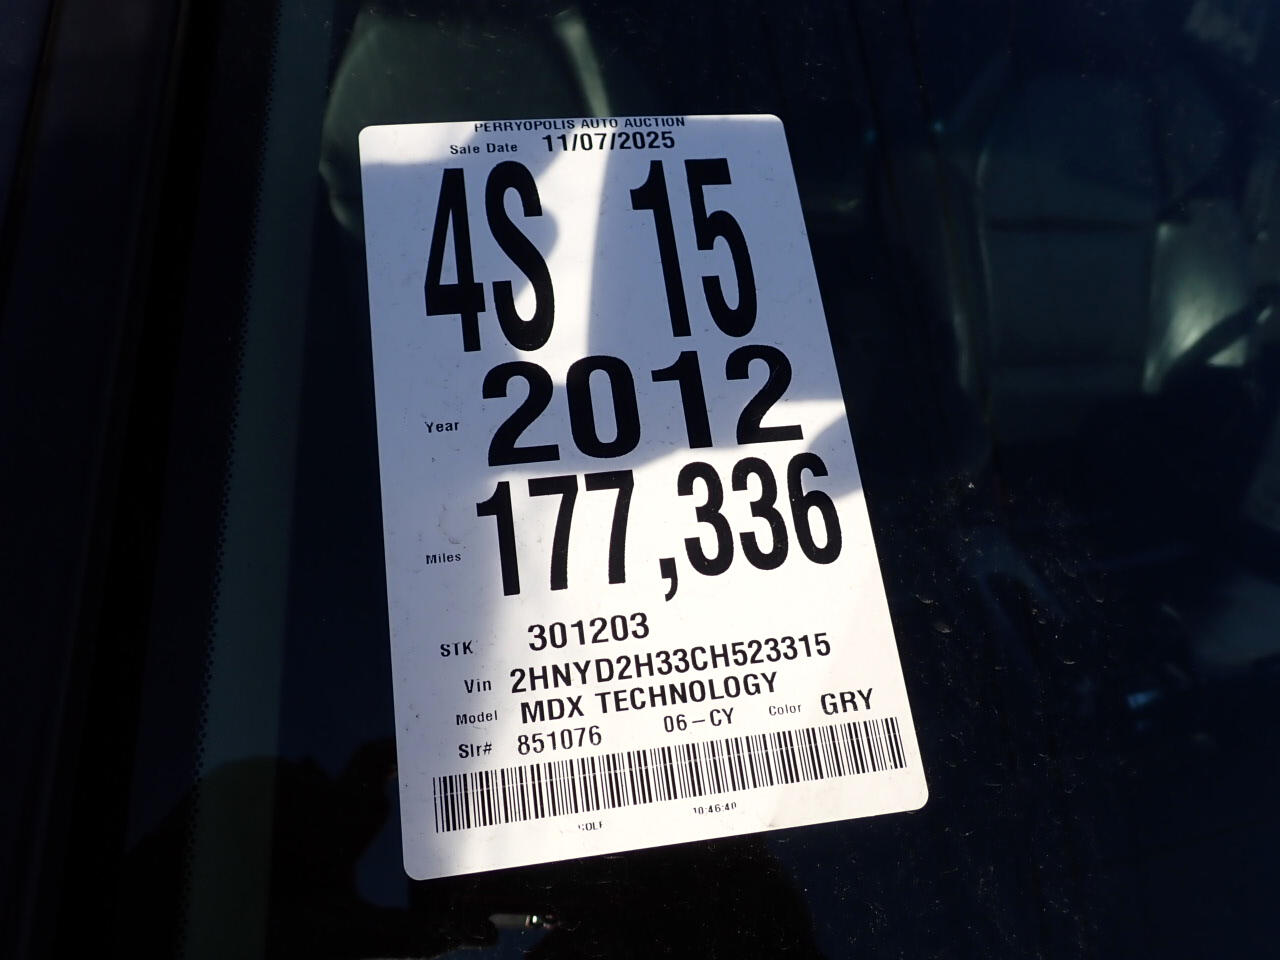 PERRYOPOLIS AUTO AUCTION
Sale Date 11/07/2025
4S 15
Year 2012
Miles 177,336
STK 301203
Vin 2HNYD2H33CH523315
Model MDX TECHNOLOGY
Slr# 851076 06-CY Color GRY
10:46:40